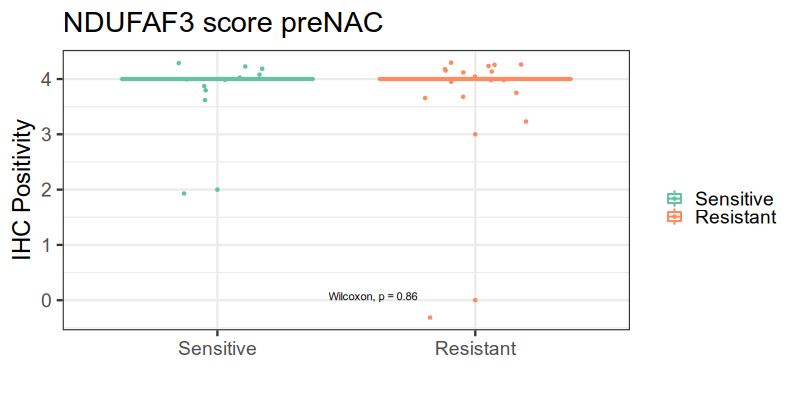 NDUFAF3 score preNAC
IHC Positivity
4
3
2
1
0
Wilcoxon, p = 0.86
Sensitive
Resistant
Sensitive
Resistant